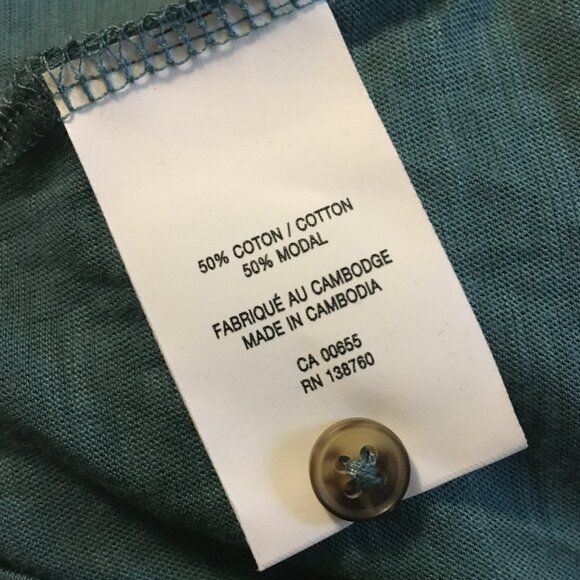 50% COTON / COTTON
50% MODAL
FABRIQUÉ AU CAMBODGE
MADE IN CAMBODIA
CA 00655
RN 138760